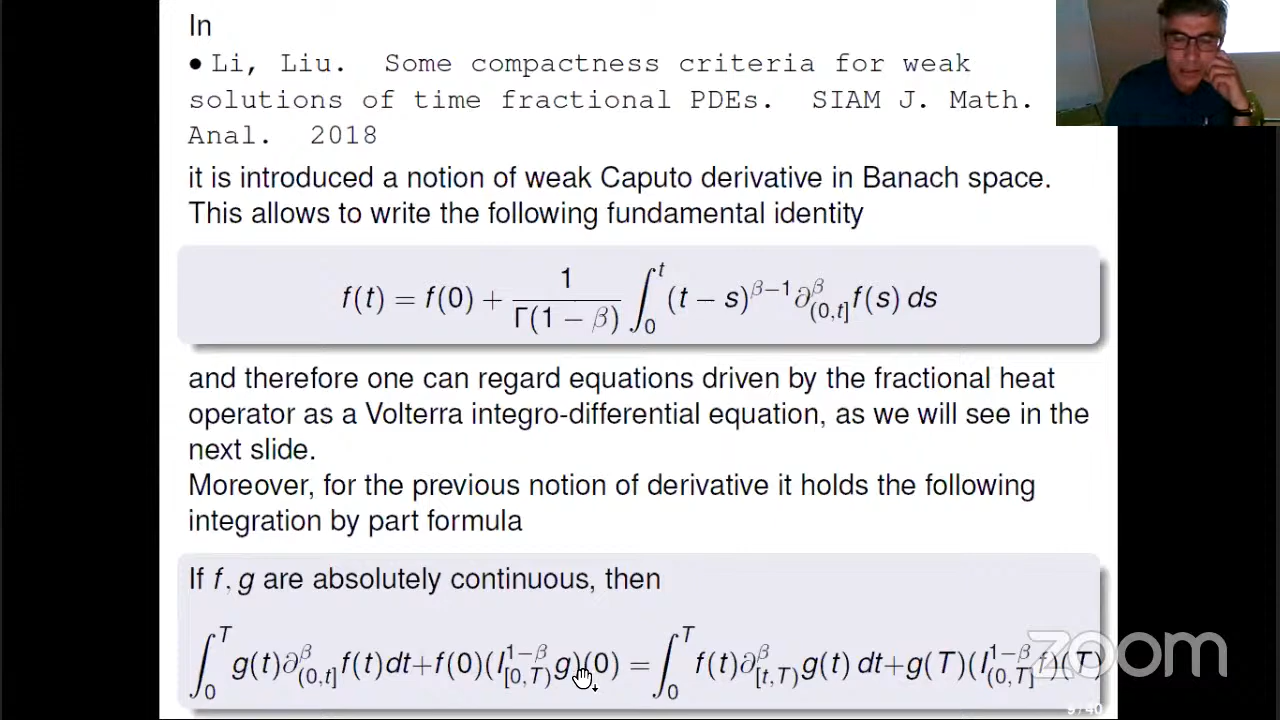 In
● Li, Liu. Some compactness criteria for weak
solutions of time fractional PDEs. SIAM J. Math.
Anal. 2018
it is introduced a notion of weak Caputo derivative in Banach space.
This allows to write the following fundamental identity
f(t) = f(0) + \frac{1}{Γ(1 − β)} ∫_0^t (t − s)^{β−1} ∂^β_{(0,t]} f(s) ds
and therefore one can regard equations driven by the fractional heat
operator as a Volterra integro-differential equation, as we will see in the
next slide.
Moreover, for the previous notion of derivative it holds the following
integration by part formula
If f, g are absolutely continuous, then
∫_0^T g(t)∂^β_{(0,t]} f(t)dt+f(0)(I^{1−β}_{[0,T)} g)(0) = ∫_0^T f(t)∂^β_{[t,T)} g(t) dt+g(T)(I^{1−β}_{(0,T]} f)(T)
zoom
9 / 40